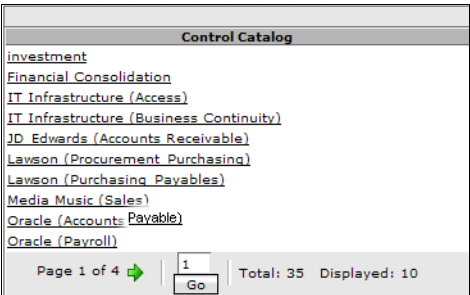 Control Catalog
investment
Financial Consolidation
IT Infrastructure (Access)
IT Infrastructure (Business Continuity)
JD Edwards (Accounts Receivable)
Lawson (Procurement Purchasing)
Lawson (Purchasing Payables)
Media Music (Sales)
Oracle (Accounts Payable)
Oracle (Payroll)
Page 1 of 4 1 Go Total: 35 Displayed: 10